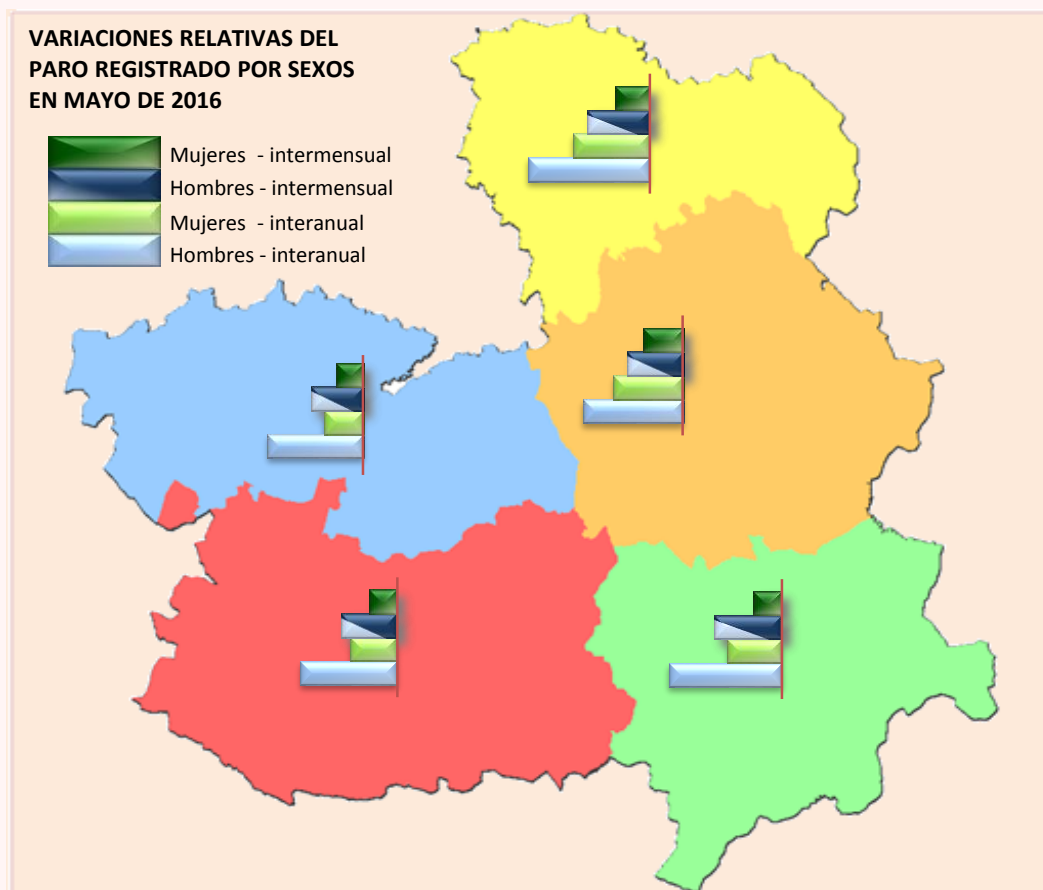 VARIACIONES RELATIVAS DEL
PARO REGISTRADO POR SEXOS
EN MAYO DE 2016
Mujeres - intermensual
Hombres - intermensual
Mujeres - interanual
Hombres - interanual